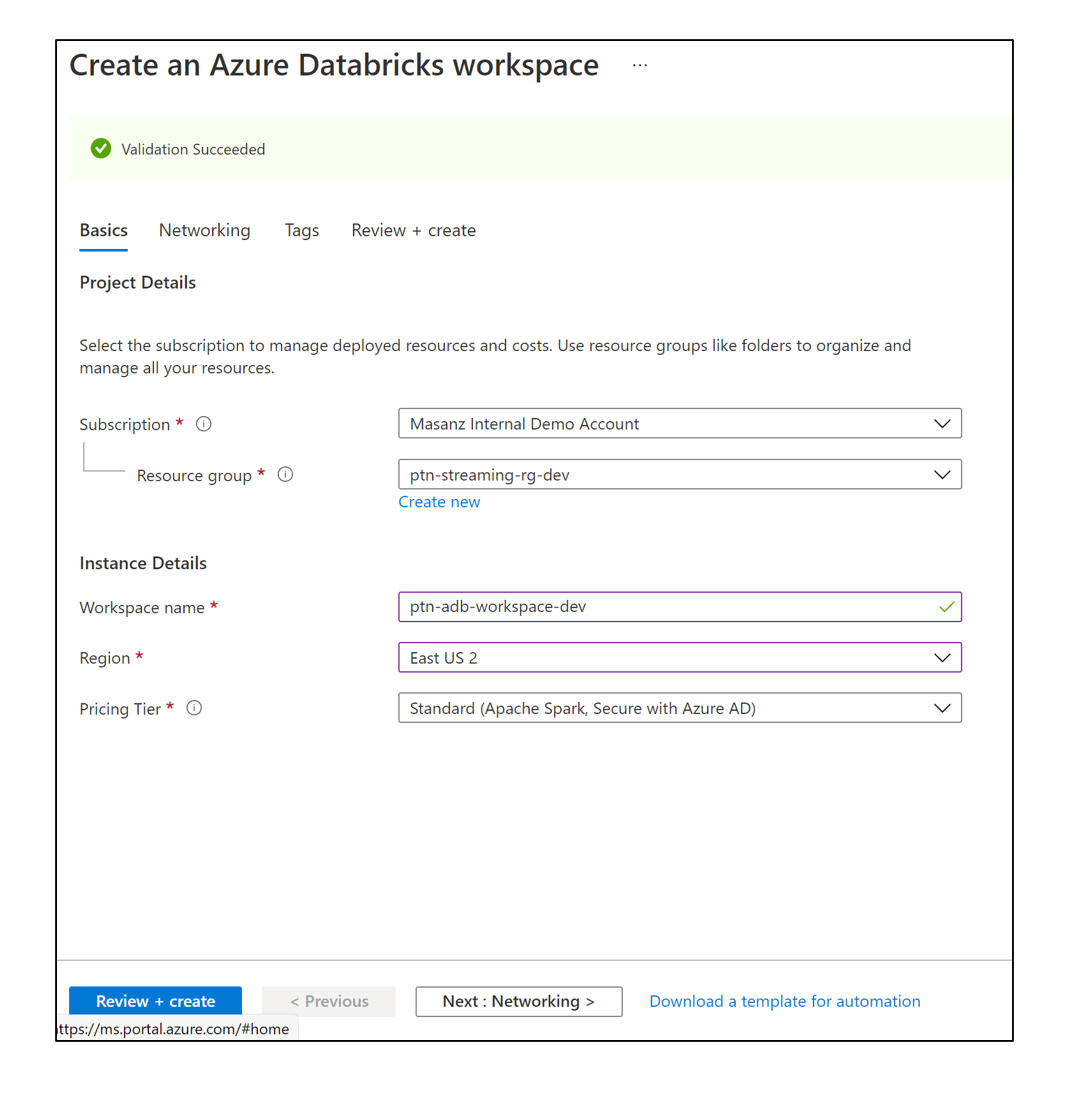 Create an Azure Databricks workspace ...
Validation Succeeded
Basics Networking Tags Review + create
Project Details
Select the subscription to manage deployed resources and costs. Use resource groups like folders to organize and
manage all your resources.
Subscription * Masanz Internal Demo Account
Resource group * ptn-streaming-rg-dev
Create new
Instance Details
Workspace name * ptn-adb-workspace-dev
Region * East US 2
Pricing Tier * Standard (Apache Spark, Secure with Azure AD)
Review + create < Previous Next : Networking > Download a template for automation
ttps://ms.portal.azure.com/#home